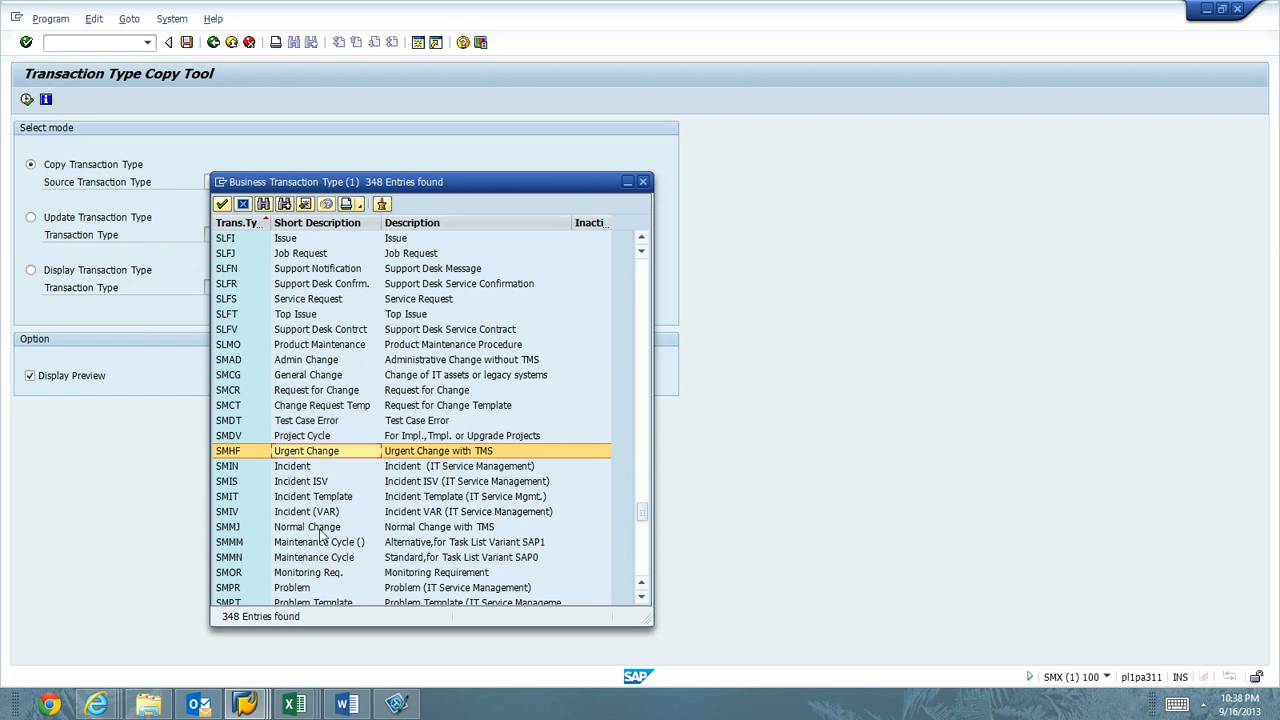 Program Edit Goto System Help
Transaction Type Copy Tool
Select mode
Copy Transaction Type
Source Transaction Type
Update Transaction Type
Transaction Type
Display Transaction Type
Transaction Type
Option
Display Preview
Business Transaction Type (1) 348 Entries found
Trans.Ty... Short Description Description Inacti...
SLFI Issue Issue
SLFJ Job Request Job Request
SLFN Support Notification Support Desk Message
SLFR Support Desk Confrm. Support Desk Service Confirmation
SLFS Service Request Service Request
SLFT Top Issue Top Issue
SLFV Support Desk Contrct Support Desk Service Contract
SLMO Product Maintenance Product Maintenance Procedure
SMAD Admin Change Administrative Change without TMS
SMCG General Change Change of IT assets or legacy systems
SMCR Request for Change Request for Change
SMCT Change Request Temp Request for Change Template
SMDT Test Case Error Test Case Error
SMDV Project Cycle For Impl.,Tmpl. or Upgrade Projects
SMHF Urgent Change Urgent Change with TMS
SMIN Incident Incident (IT Service Management)
SMIS Incident ISV Incident ISV (IT Service Management)
SMIT Incident Template Incident Template (IT Service Mgmt.)
SMIV Incident (VAR) Incident VAR (IT Service Management)
SMMJ Normal Change Normal Change with TMS
SMMM Maintenance Cycle () Alternative,for Task List Variant SAP1
SMMN Maintenance Cycle Standard,for Task List Variant SAP0
SMOR Monitoring Req. Monitoring Requirement
SMPR Problem Problem (IT Service Management)
SMPT Problem Template Problem Template (IT Service Manageme
348 Entries found
SAP
SMX (1) 100 pl1pa311 INS
10:38 PM
9/16/2013